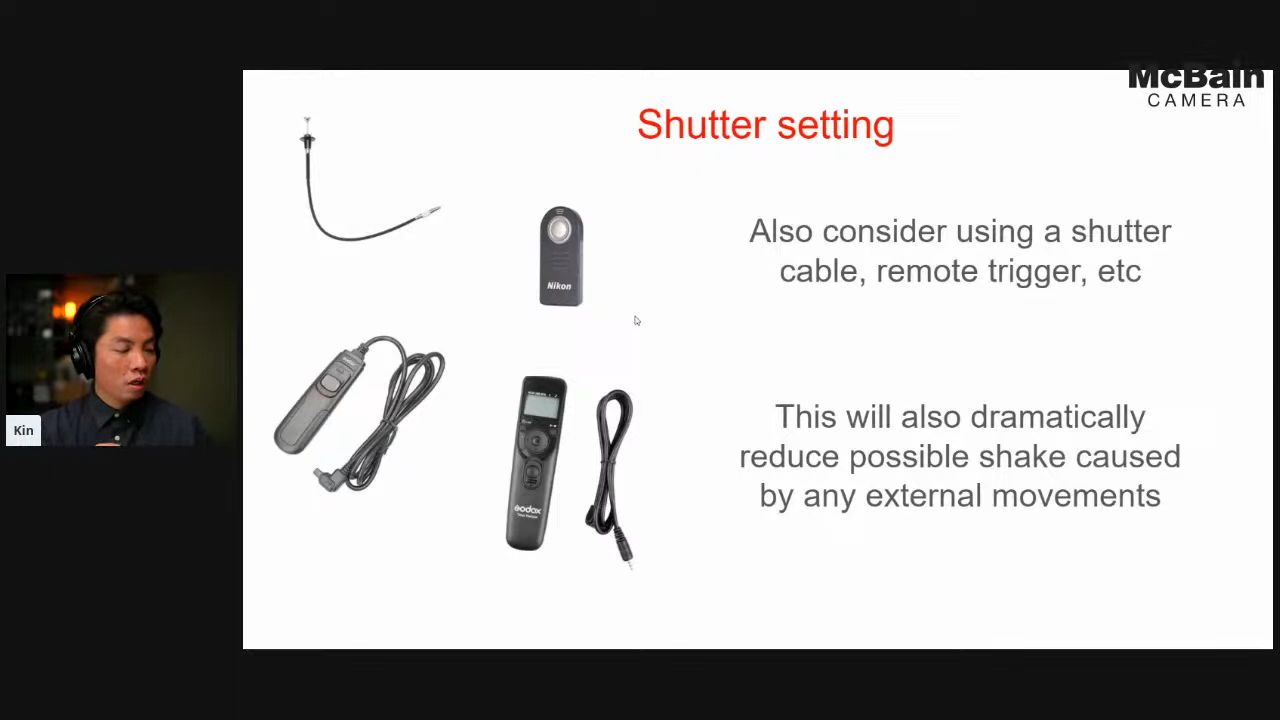 McBain
CAMERA
Shutter setting
Also consider using a shutter
cable, remote trigger, etc
Nikon
Kin
This will also dramatically
reduce possible shake caused
by any external movements
Godox